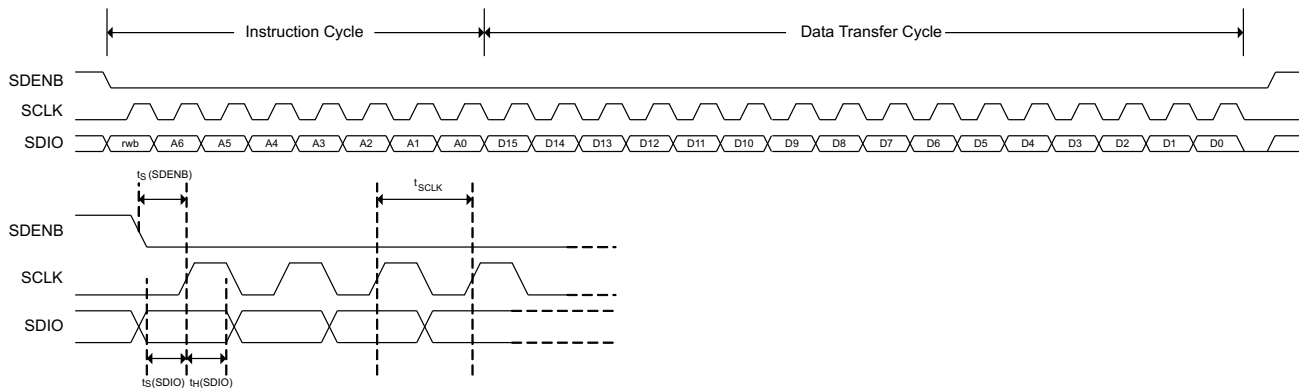 Instruction Cycle
Data Transfer Cycle
SDENB
SCLK
SDIO
rwb A6 A5 A4 A3 A2 A1 A0 D15 D14 D13 D12 D11 D10 D9 D8 D7 D6 D5 D4 D3 D2 D1 D0
tS(SDENB)
tSCLK
SDENB
SCLK
SDIO
tS(SDIO) tH(SDIO)